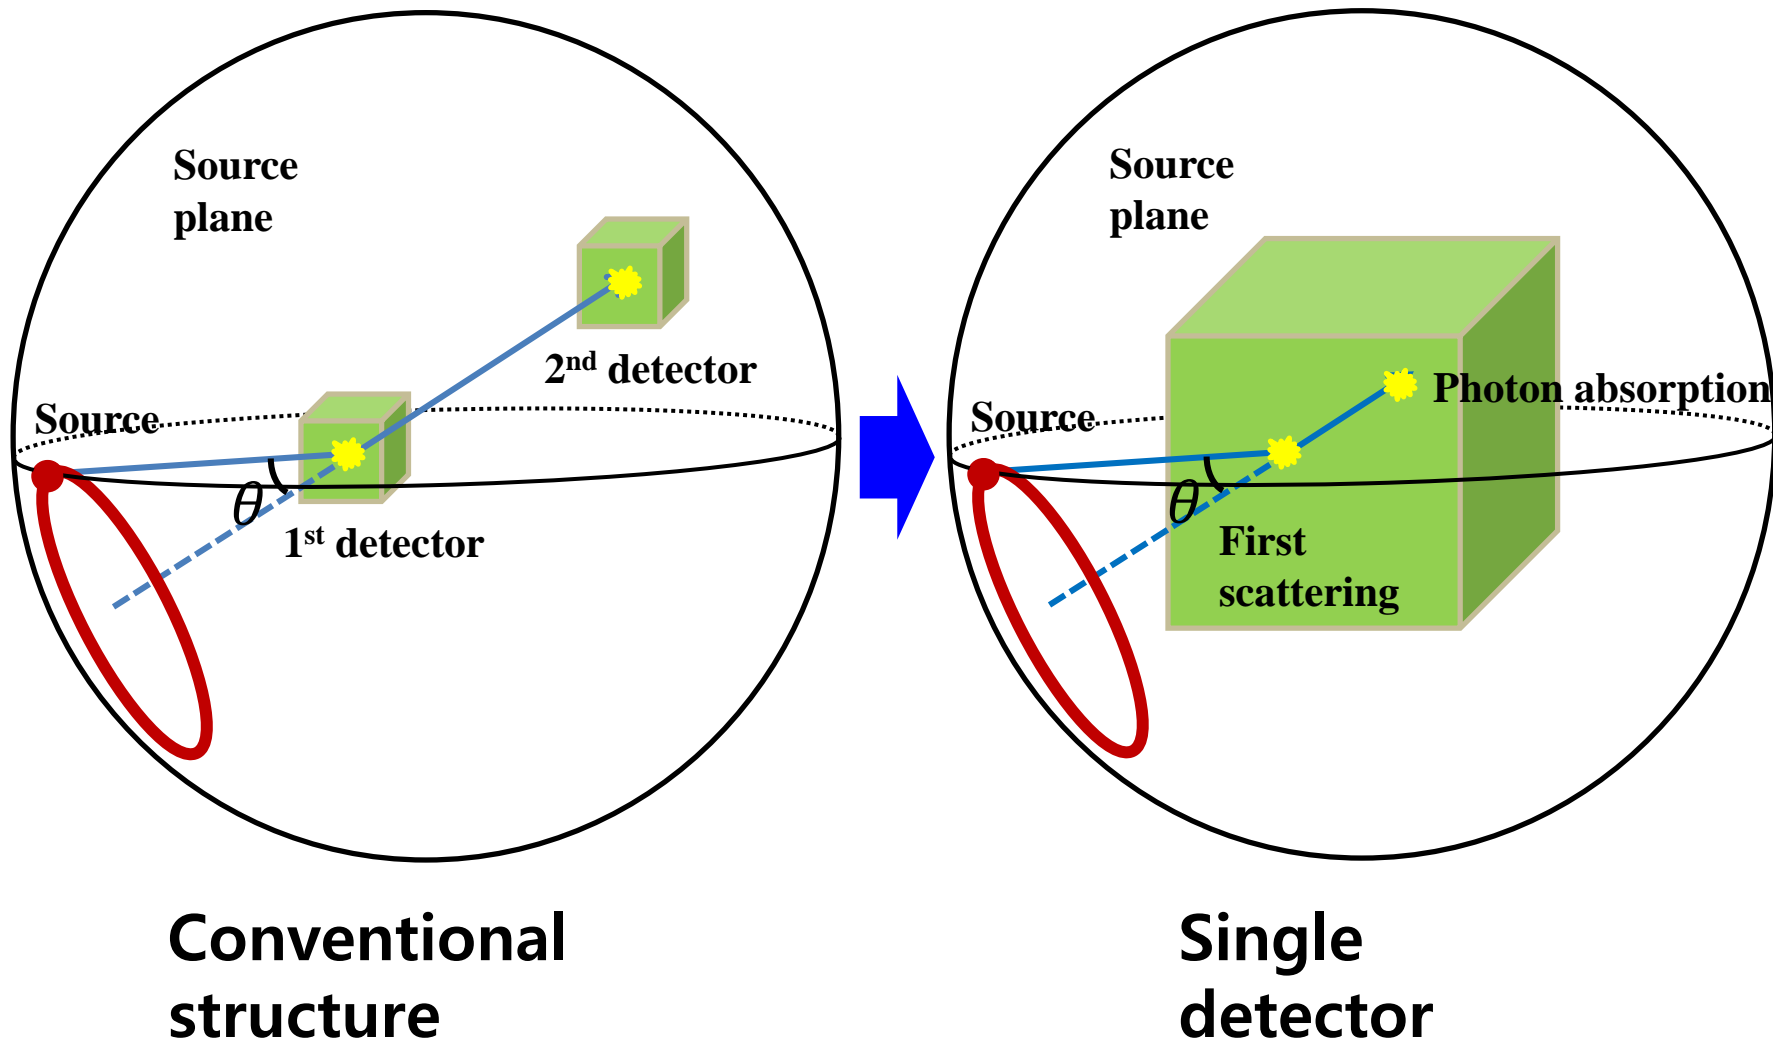 Source
plane
2nd detector
Source
θ
1st detector
Conventional
structure
Source
plane
Photon absorption
Source
θ
First
scattering
Single
detector